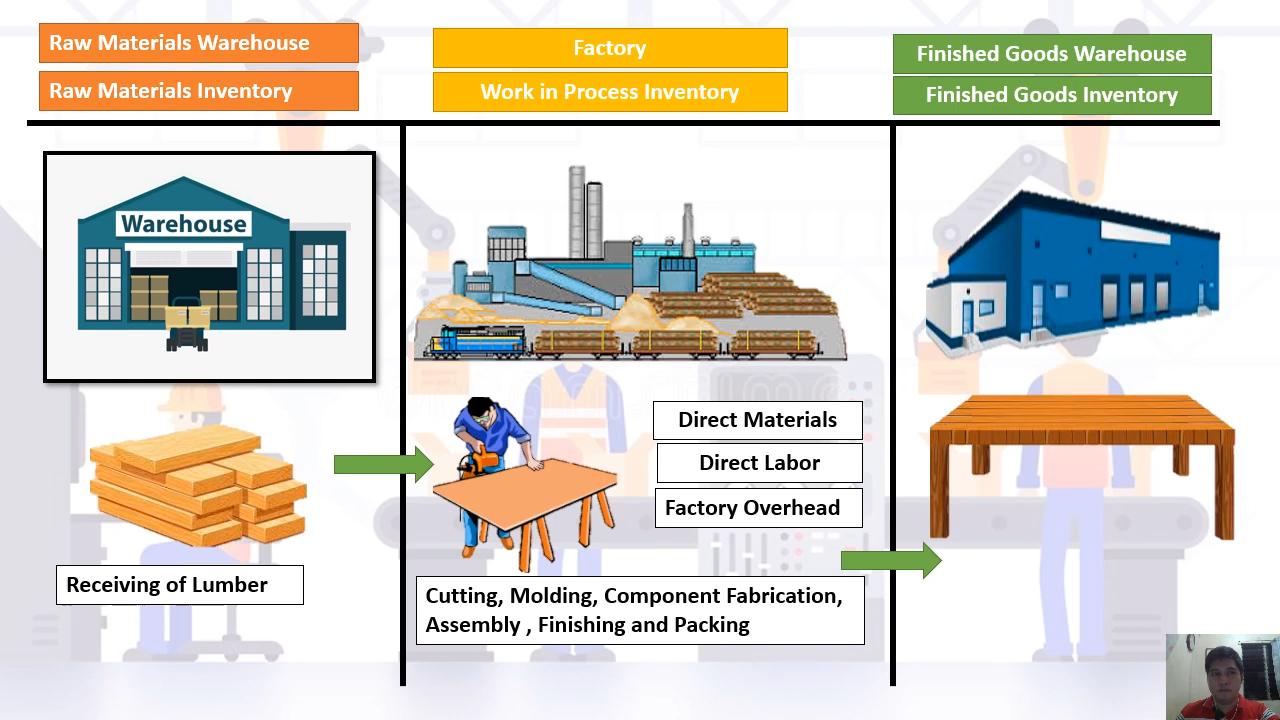 Raw Materials Warehouse
Raw Materials Inventory
Factory
Work in Process Inventory
Finished Goods Warehouse
Finished Goods Inventory
Warehouse
Receiving of Lumber
Direct Materials
Direct Labor
Factory Overhead
Cutting, Molding, Component Fabrication,
Assembly , Finishing and Packing